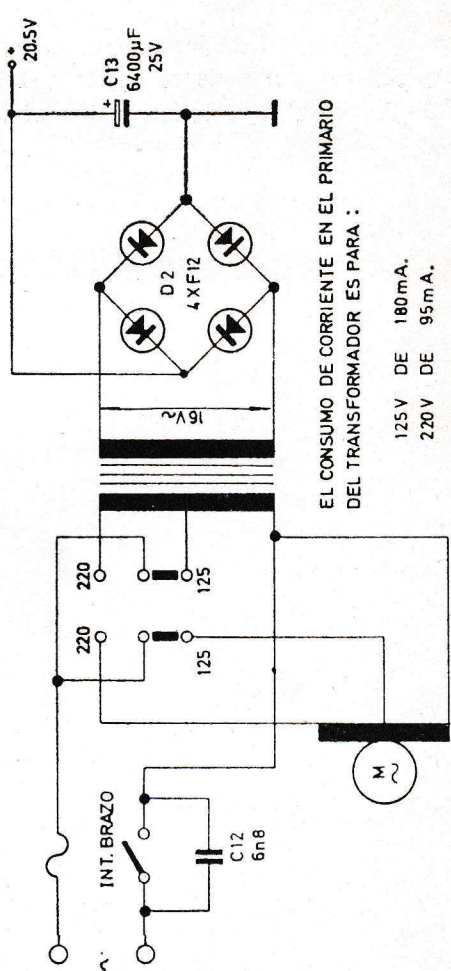 20.5V
+
C13
6400µF
25V
+
D2
4XF12
16V~
220
220
125
125
INT. BRAZO
C12
6n8
M
~
~
EL CONSUMO DE CORRIENTE EN EL PRIMARIO
DEL TRANSFORMADOR ES PARA :
125V DE 180mA.
220V DE 95mA.